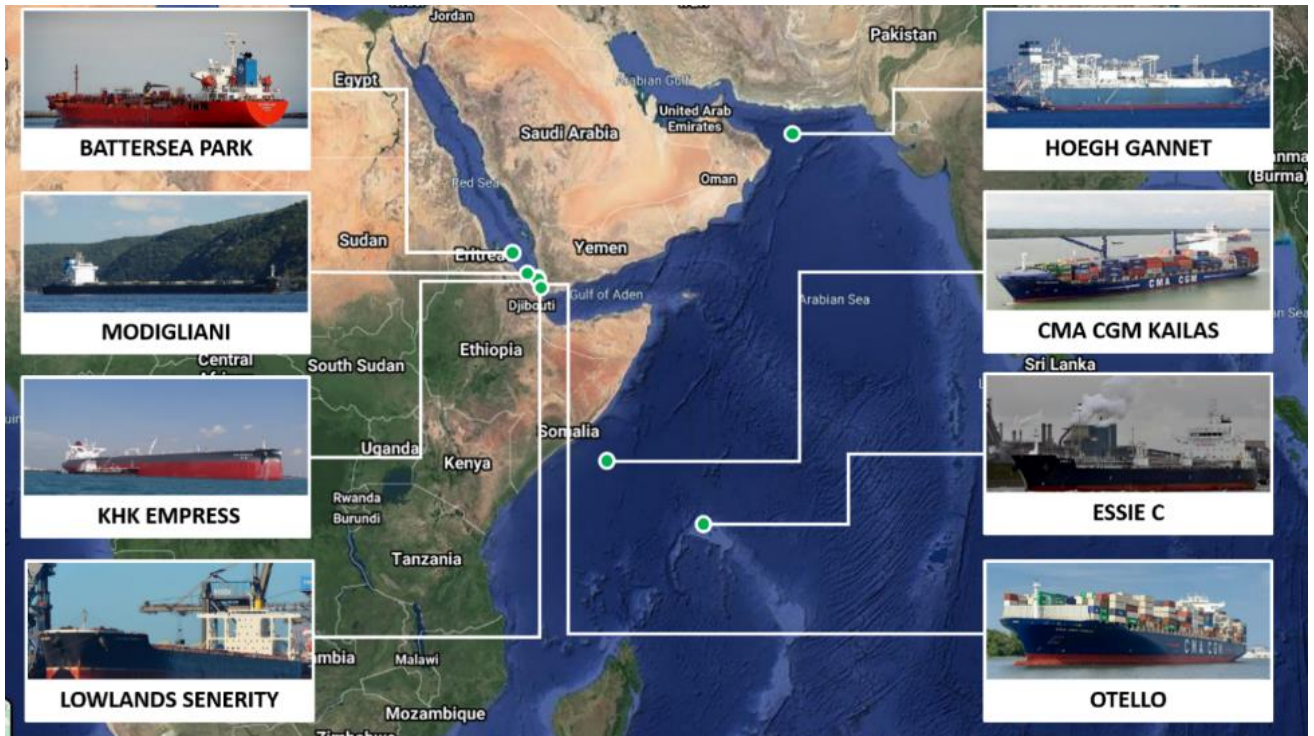 Jordan
Pakistan
Egypt
Arabian Gulf
United Arab
Emirates
Saudi Arabia
BATTERSEA PARK
HOEGH GANNET
(Burma)
Red Sea
Oman
Sudan
Eritrea
Yemen
CMA CGM
Gulf of Aden
Arabian Sea
Djibouti
MODIGLIANI
CMA CGM KAILAS
Ethiopia
Central
South Sudan
Sri Lanka
Somalia
Uganda
Kenya
KHK EMPRESS
ESSIE C
Rwanda
Burundi
Tanzania
CMA CGM
Malawi
LOWLANDS SENERITY
OTELLO
Mozambique